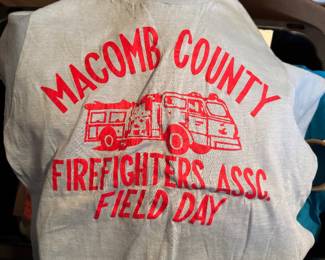 MACOMB COUNTY
FIREFIGHTERS ASSC.
FIELD DAY